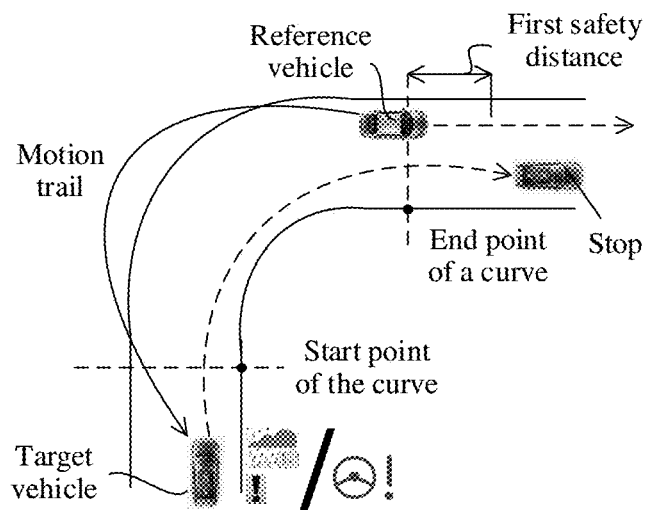 First safety
distance
Reference
vehicle
Motion
trail
End point
of a curve
Stop
Start point
of the curve
Target
vehicle
!
/
!